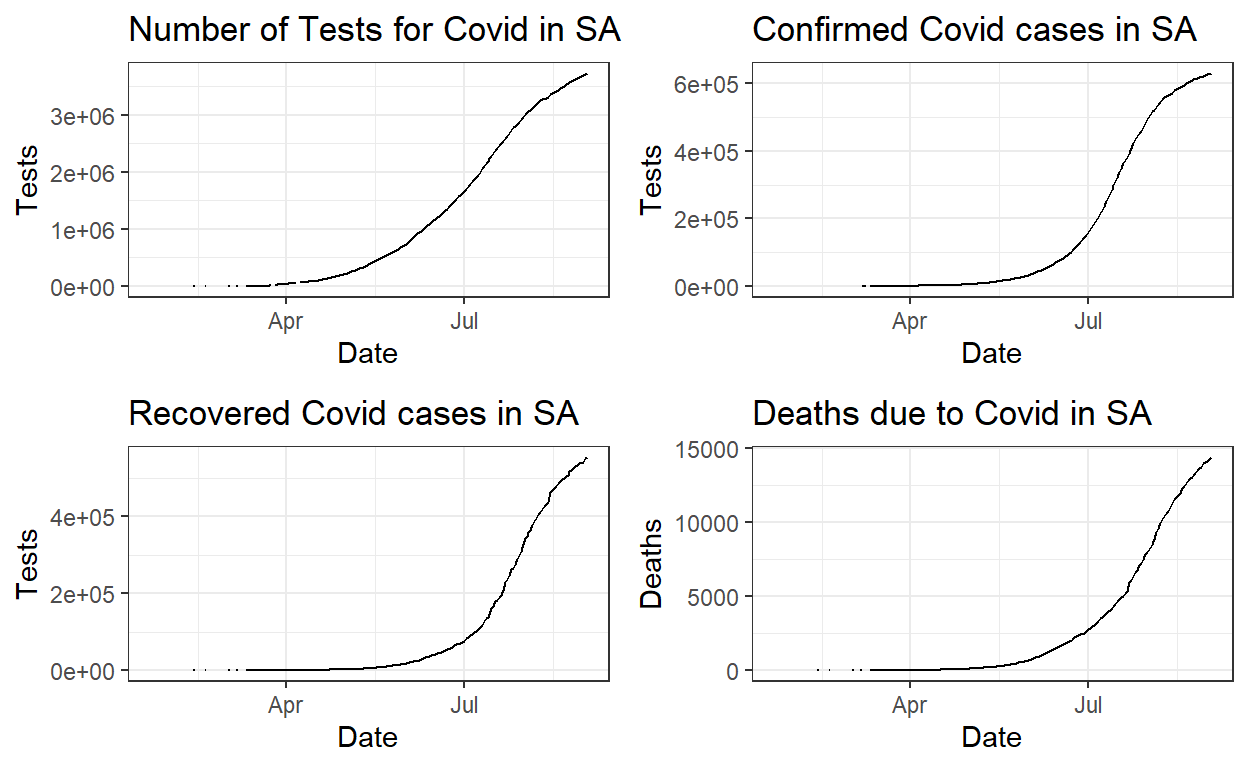 Number of Tests for Covid in SA
Tests
3e+06
2e+06
1e+06
0e+00
Apr
Jul
Date
Confirmed Covid cases in SA
Tests
6e+05
4e+05
2e+05
0e+00
Apr
Jul
Date
Recovered Covid cases in SA
Tests
4e+05
2e+05
0e+00
Apr
Jul
Date
Deaths due to Covid in SA
Deaths
15000
10000
5000
0
Apr
Jul
Date